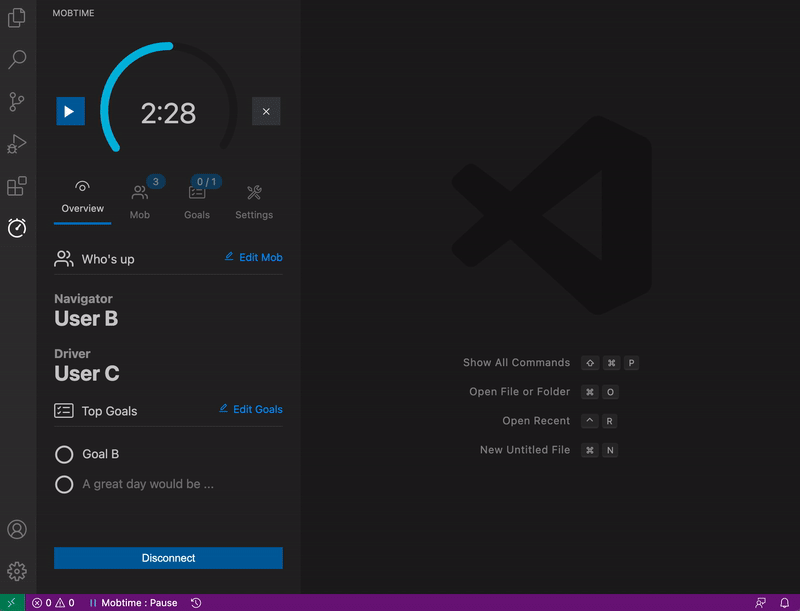 MOBTIME
2:28
3
0 / 1
Overview
Mob
Goals
Settings
Who's up
Edit Mob
Navigator
User B
Driver
User C
Top Goals
Edit Goals
Goal B
A great day would be ...
Disconnect
Show All Commands ⇧ ⌘ P
Open File or Folder ⌘ O
Open Recent ^ R
New Untitled File ⌘ N
0 0 Mobtime : Pause